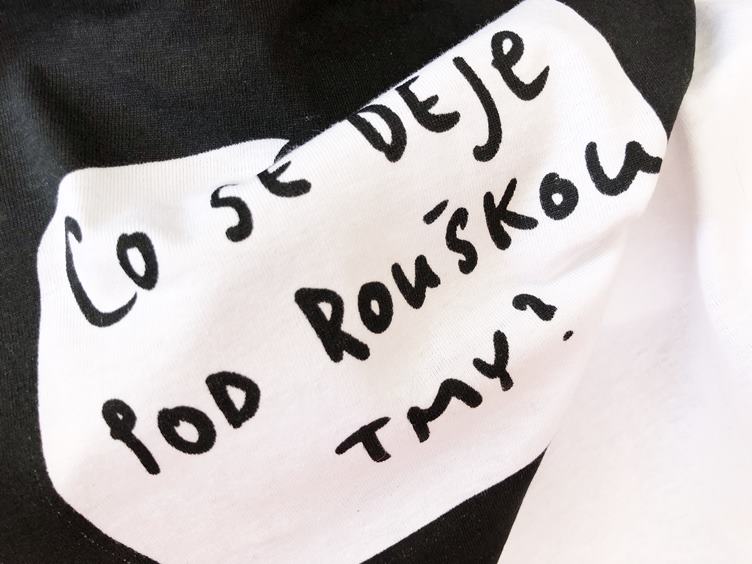 CO SE DĚJE
POD ROUŠKOU
TMY?